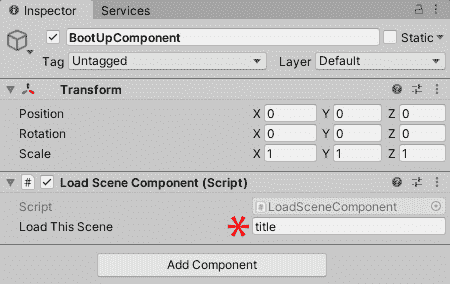 Inspector Services
BootUpComponent Static
Tag Untagged Layer Default
Transform
Position X 0 Y 0 Z 0
Rotation X 0 Y 0 Z 0
Scale X 1 Y 1 Z 1
# Load Scene Component (Script)
Script LoadSceneComponent
Load This Scene title
Add Component